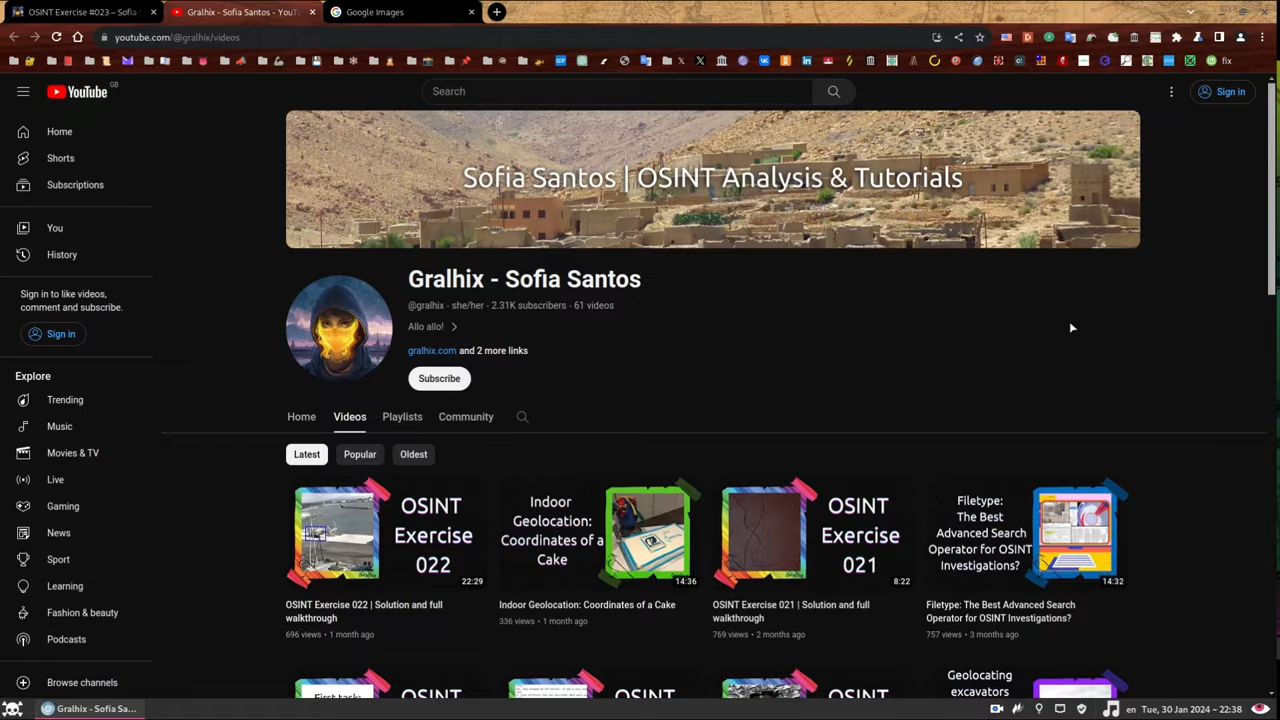 OSINT Exercise #023 – Sofia
Gralhix - Sofia Santos - YouTu
Google Images
youtube.com/@gralhix/videos
fix
YouTube GB
Search
Sign in
Home
Shorts
Subscriptions
You
History
Sign in to like videos,
comment and subscribe.
Sign in
Explore
Trending
Music
Movies & TV
Live
Gaming
News
Sport
Learning
Fashion & beauty
Podcasts
Browse channels
Sofia Santos | OSINT Analysis & Tutorials
Gralhix - Sofia Santos
@gralhix · she/her · 2.31K subscribers · 61 videos
Allo allo!
gralhix.com and 2 more links
Subscribe
Home Videos Playlists Community
Latest Popular Oldest
OSINT
Exercise
022
22:29
OSINT Exercise 022 | Solution and full
walkthrough
696 views • 1 month ago
Indoor
Geolocation:
Coordinates of a
Cake
14:36
Indoor Geolocation: Coordinates of a Cake
336 views • 1 month ago
OSINT
Exercise
021
8:22
OSINT Exercise 021 | Solution and full
walkthrough
769 views • 2 months ago
Filetype:
The Best
Advanced Search
Operator for OSINT
Investigations?
14:32
Filetype: The Best Advanced Search
Operator for OSINT Investigations?
757 views • 3 months ago
First task:
OSINT
OSINT
Geolocating
excavators
Gralhix - Sofia Sa...
en Tue, 30 Jan 2024 ~ 22:38